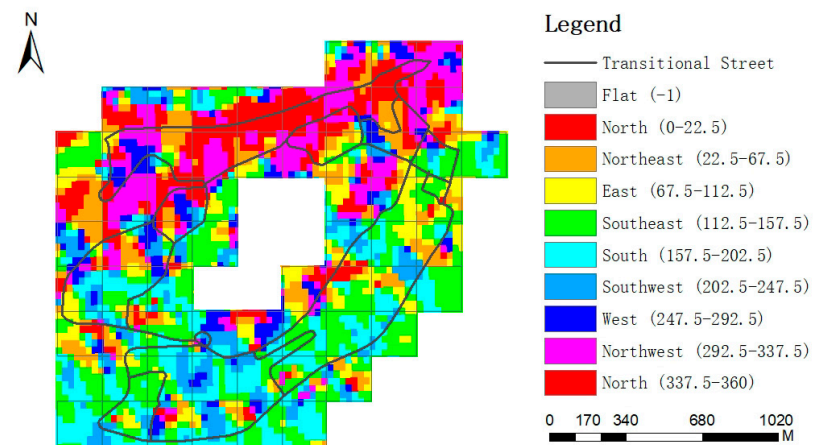 N
Legend
Transitional Street
Flat (-1)
North (0-22.5)
Northeast (22.5-67.5)
East (67.5-112.5)
Southeast (112.5-157.5)
South (157.5-202.5)
Southwest (202.5-247.5)
West (247.5-292.5)
Northwest (292.5-337.5)
North (337.5-360)
0 170 340 680 1020
M